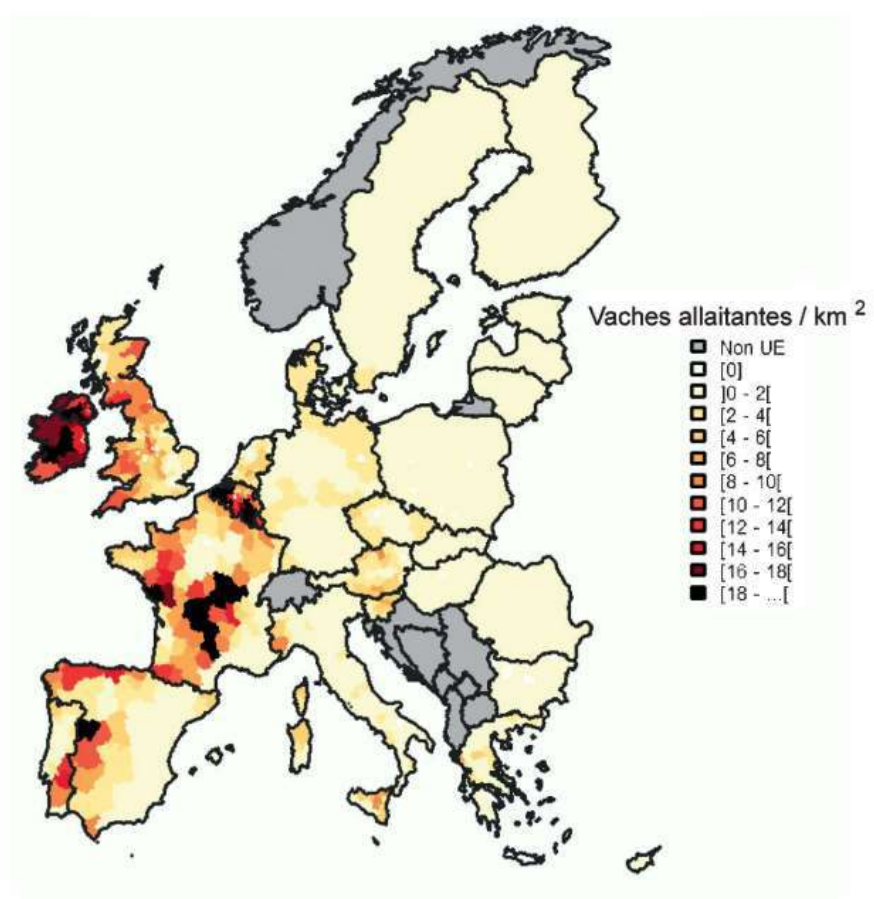 Vaches allaitantes / km ²
Non UE
[0]
]0 - 2[
[2 - 4[
[4 - 6[
[6 - 8[
[8 - 10[
[10 - 12[
[12 - 14[
[14 - 16[
[16 - 18[
[18 - ...[